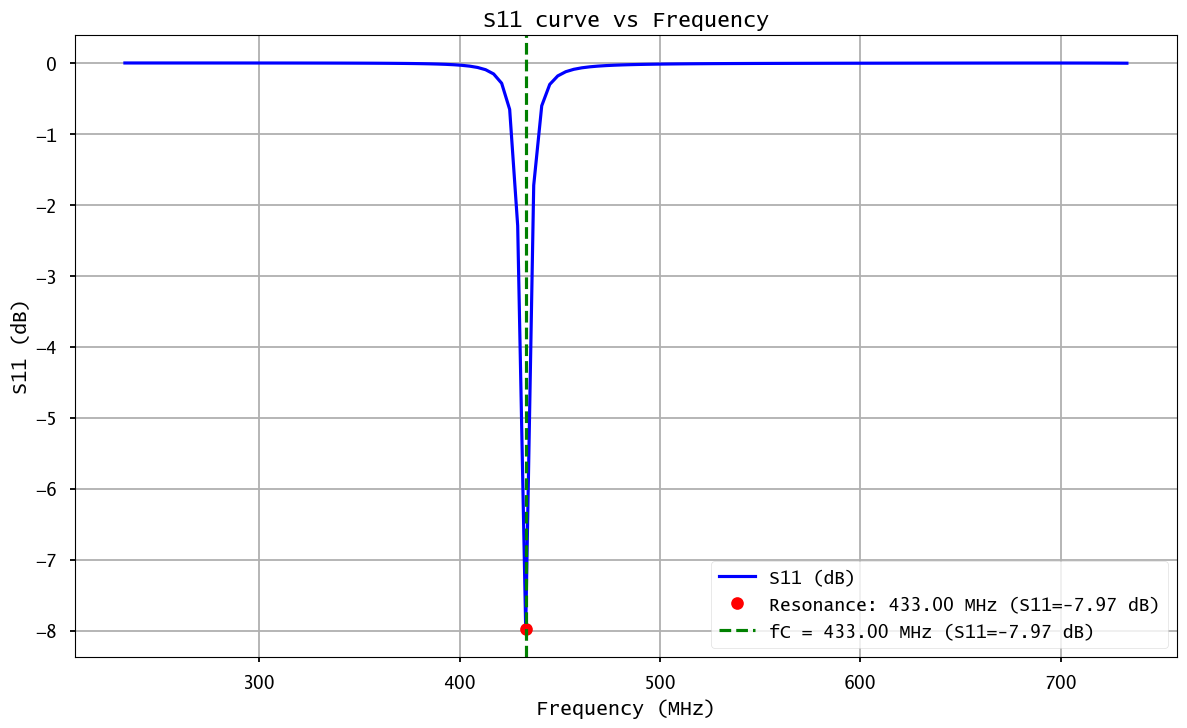 S11 curve vs Frequency
0
−1
−2
−3
−4
−5
−6
−7
−8
S11 (dB)
300
400
500
600
700
Frequency (MHz)
S11 (dB)
Resonance: 433.00 MHz (S11=-7.97 dB)
fC = 433.00 MHz (S11=-7.97 dB)